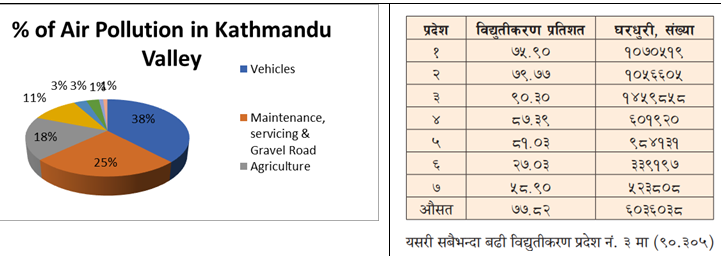 % of Air Pollution in Kathmandu
Valley
38%
25%
18%
11%
3%
3%
1%
1%
Vehicles
Maintenance,
servicing &
Gravel Road
Agriculture
प्रदेश विद्युतीकरण प्रतिशत घरधुरी, संख्या
१ ७५.९० १०७०५१९
२ ७९.७७ १०५६६०५
३ ९०.३० १४५९८५८
४ ८७.३९ ६०१९२०
५ ८१.०३ ९८४१३१
६ २७.०३ ३३९१९७
७ ५८.९० ५२३८०८
औसत ७७.८२ ६०३६०३८
यसरी सबैभन्दा बढी विद्युतीकरण प्रदेश नं. ३ मा (९०.३०५)